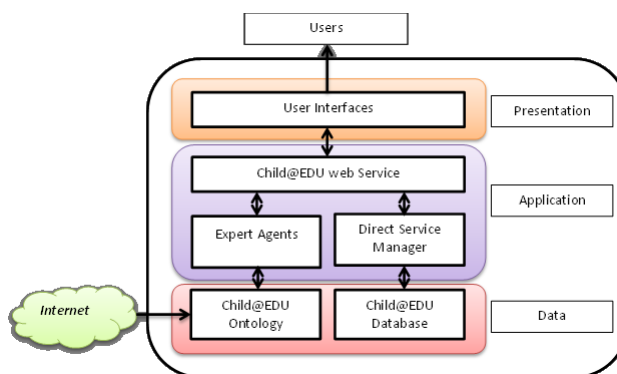 Users
User Interfaces
Presentation
Child@EDU web Service
Application
Expert Agents
Direct Service
Manager
Internet
Child@EDU
Ontology
Child@EDU
Database
Data